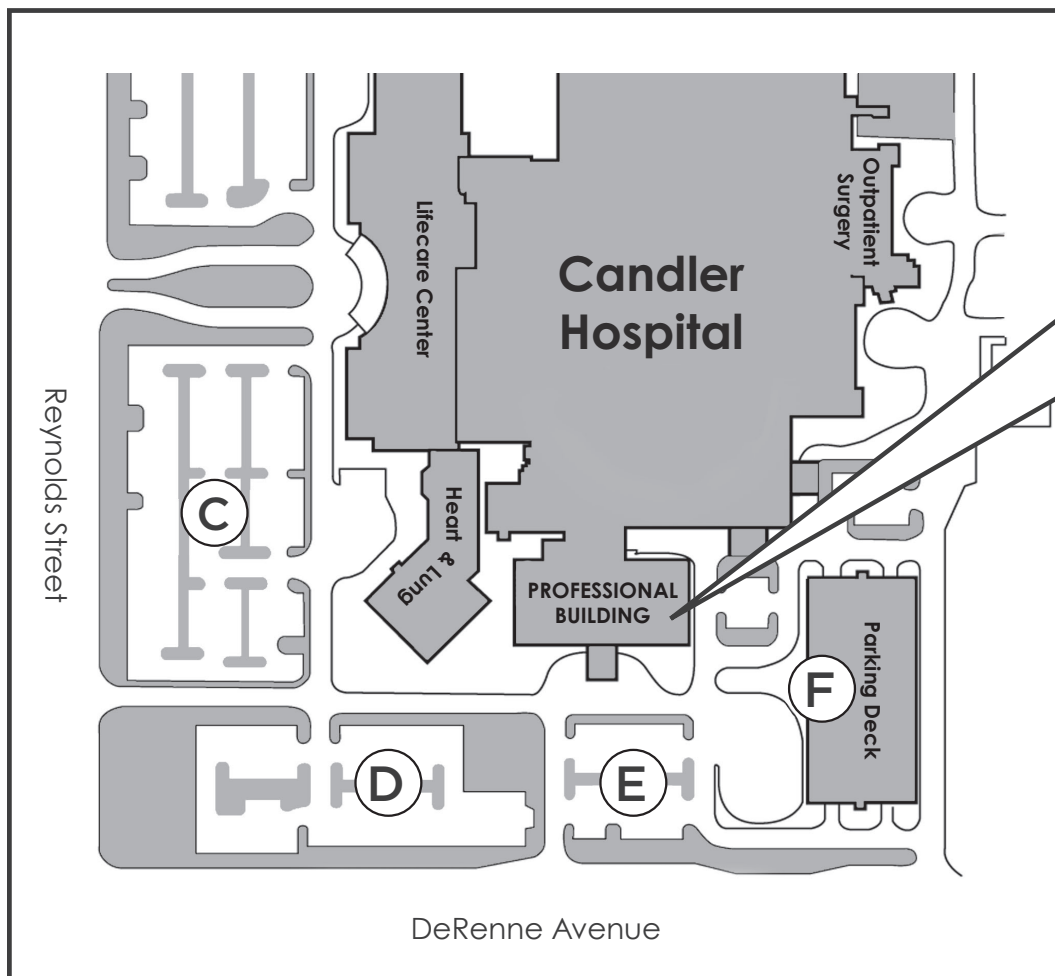 Outpatient
Surgery
Lifecare Center
Candler
Hospital
Reynolds Street
C
Heart & Lung
PROFESSIONAL
BUILDING
Parking Deck
F
D
E
DeRenne Avenue